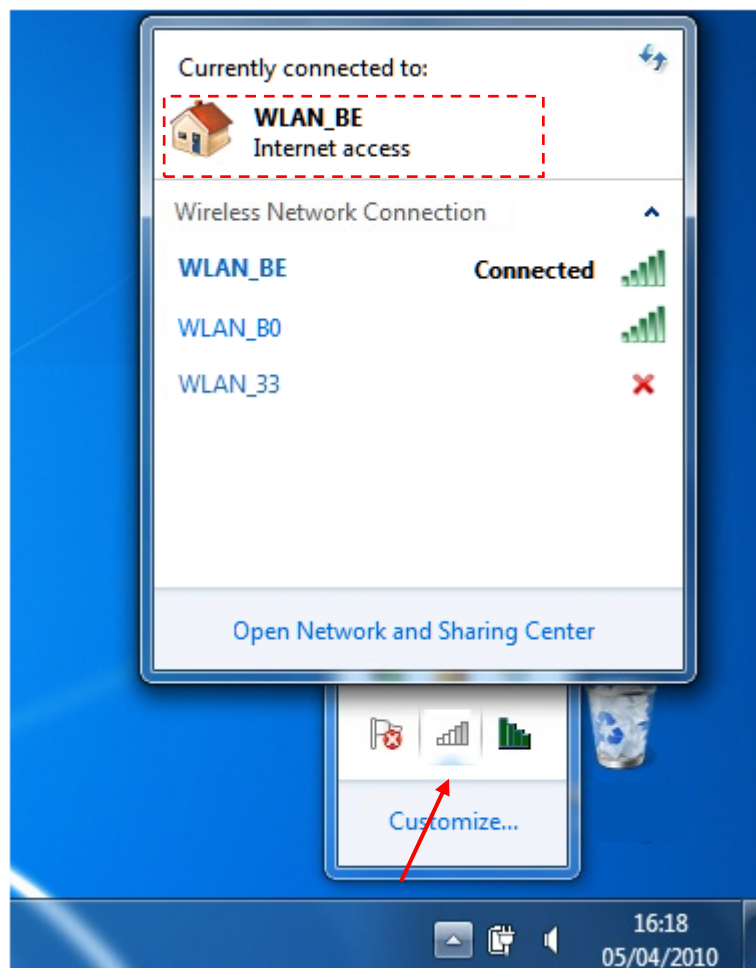 Currently connected to:
WLAN_BE
Internet access
Wireless Network Connection
WLAN_BE Connected
WLAN_B0
WLAN_33
Open Network and Sharing Center
Customize...
16:18
05/04/2010